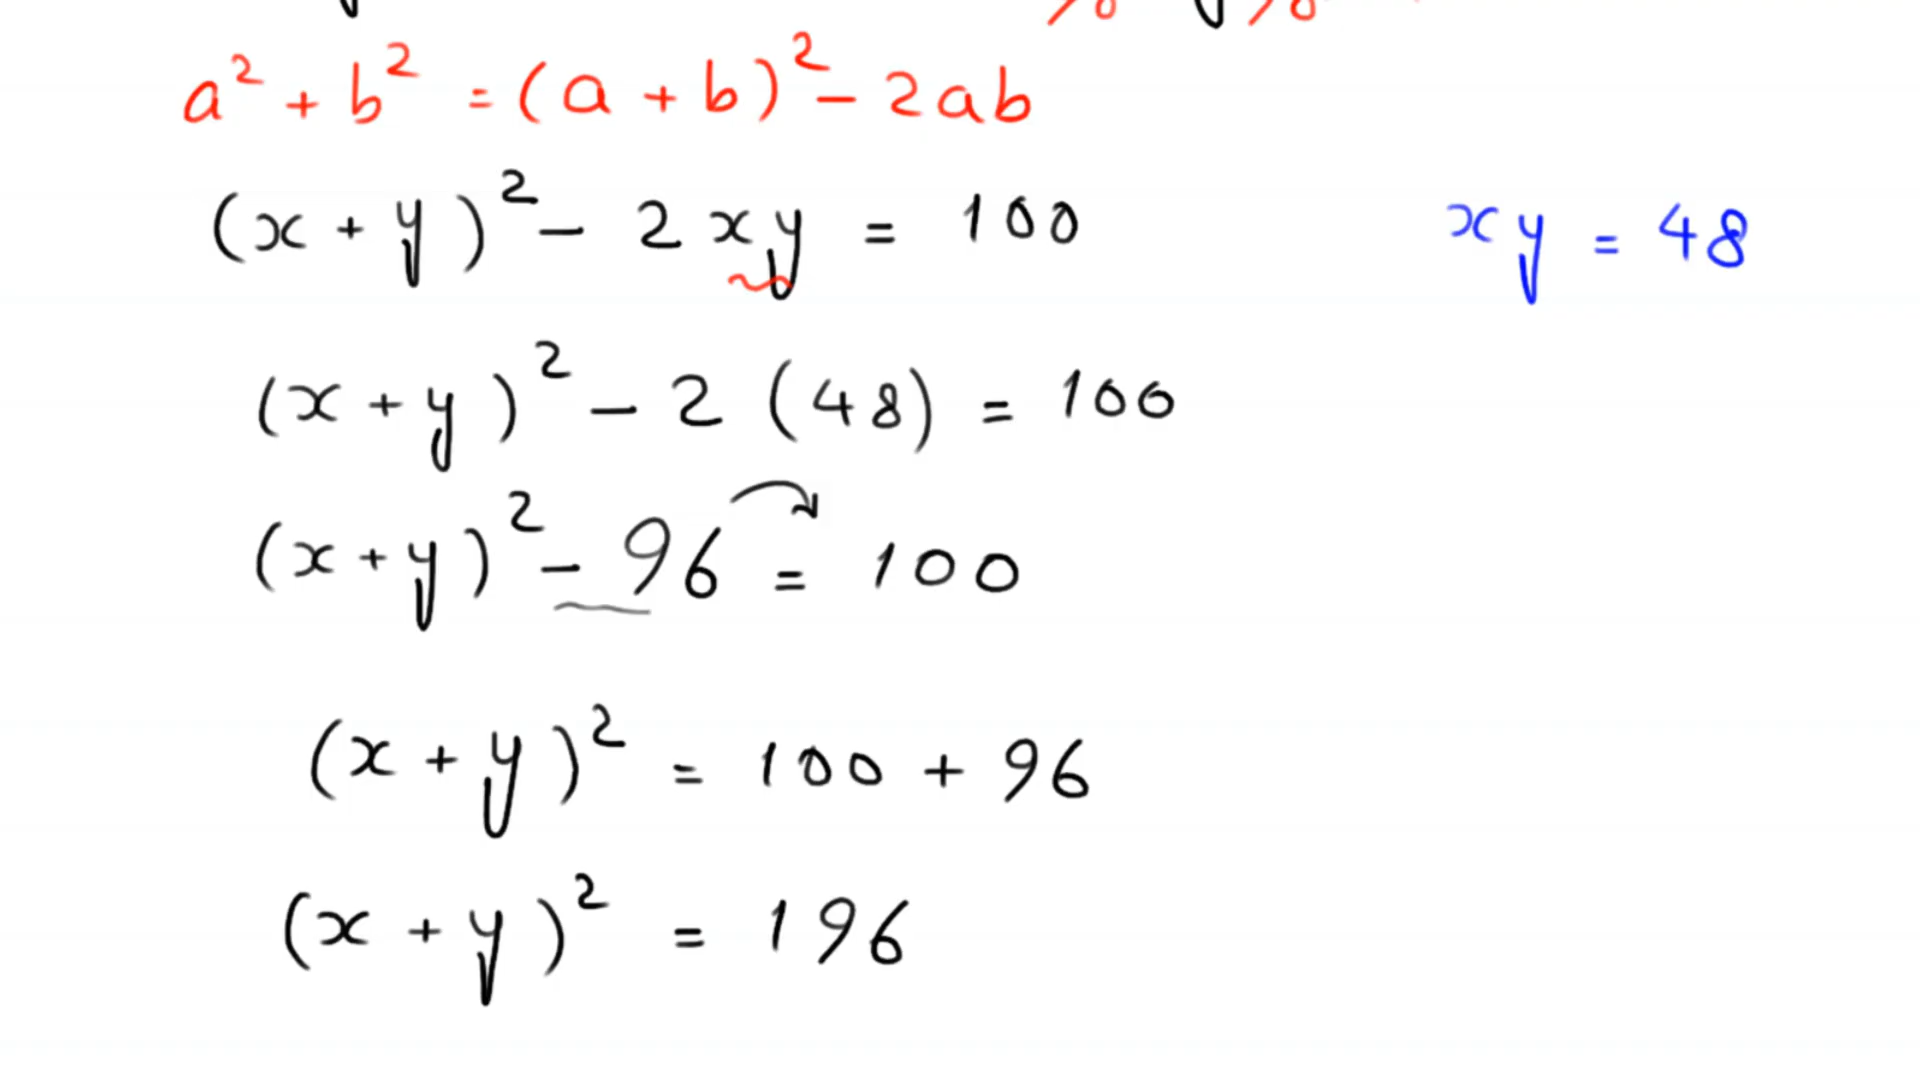 a² + b² = (a + b)² - 2ab
(x + y)² - 2xy = 100
xy = 48
(x + y)² - 2(48) = 100
(x + y)² - 96 = 100
(x + y)² = 100 + 96
(x + y)² = 196